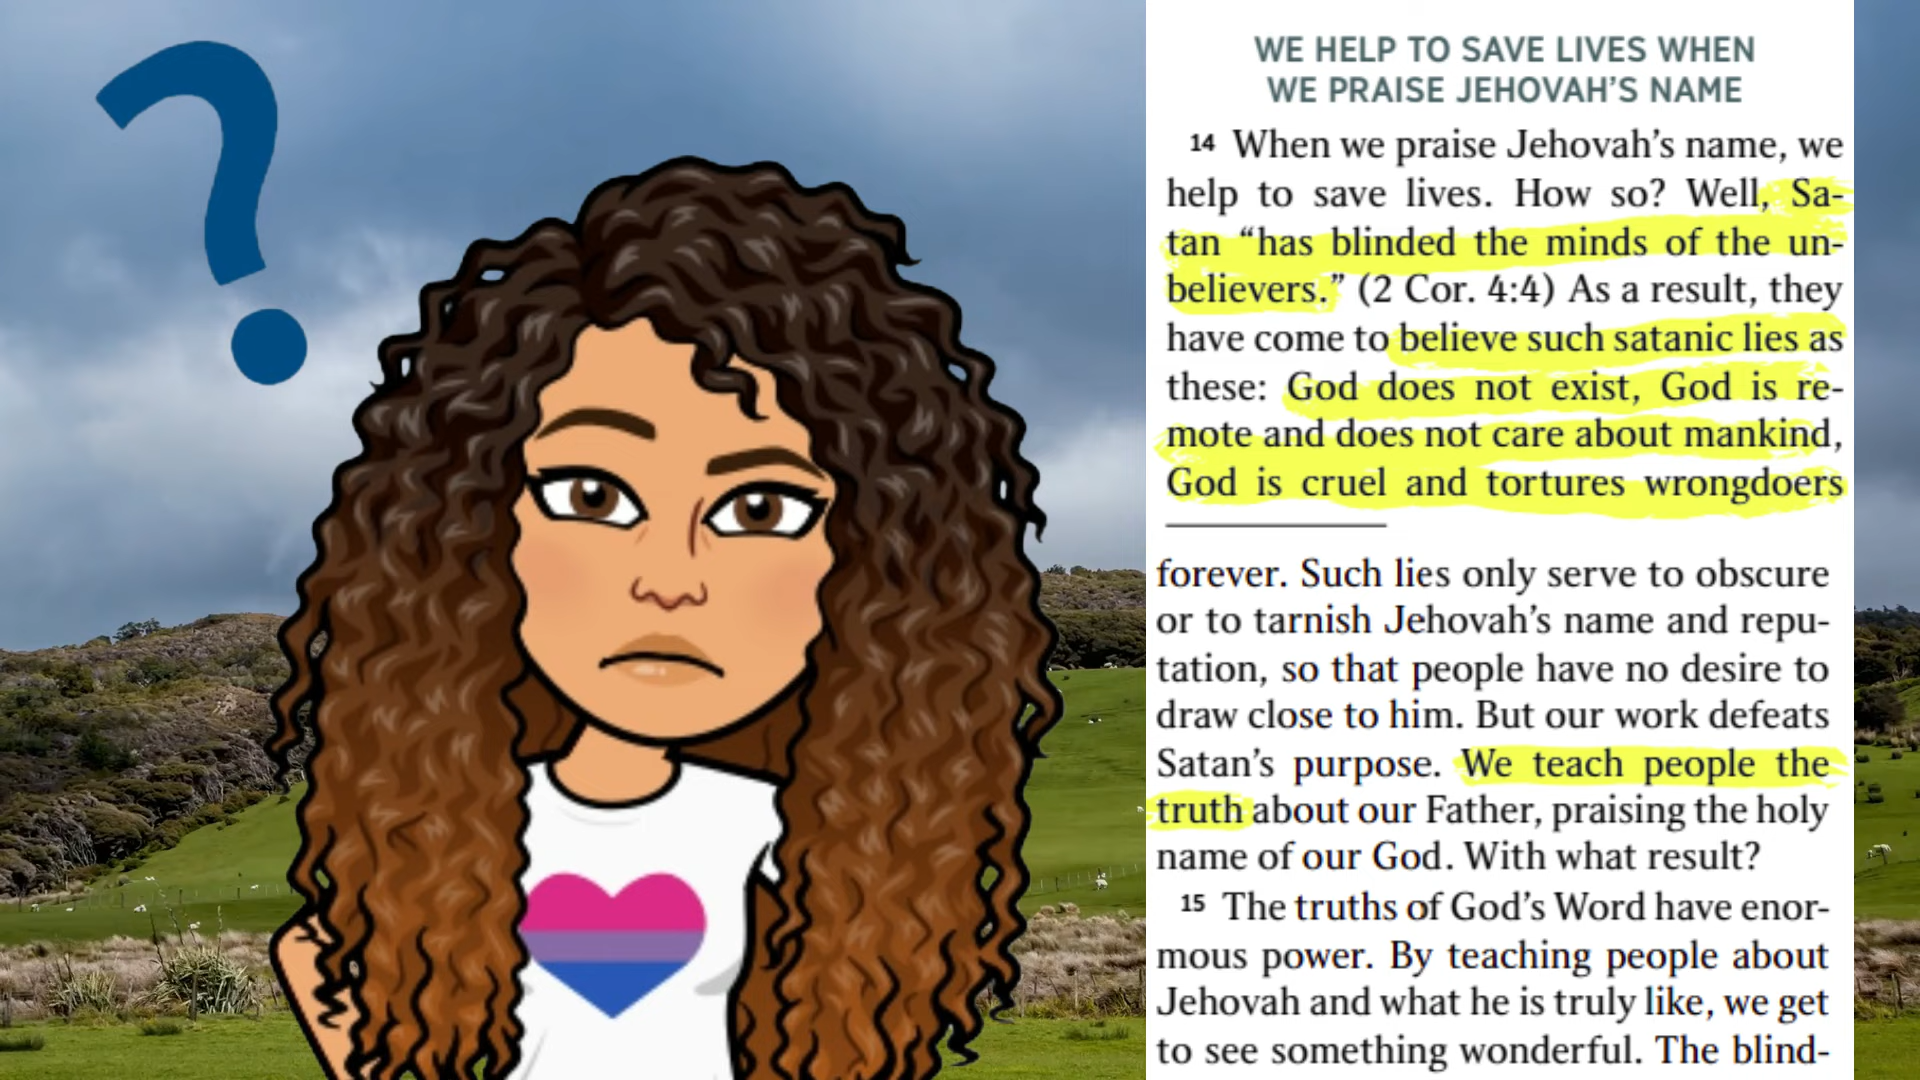 ?
WE HELP TO SAVE LIVES WHEN
WE PRAISE JEHOVAH’S NAME
14 When we praise Jehovah’s name, we
help to save lives. How so? Well, Sa-
tan “has blinded the minds of the un-
believers.” (2 Cor. 4:4) As a result, they
have come to believe such satanic lies as
these: God does not exist, God is re-
mote and does not care about mankind,
God is cruel and tortures wrongdoers
forever. Such lies only serve to obscure
or to tarnish Jehovah’s name and repu-
tation, so that people have no desire to
draw close to him. But our work defeats
Satan’s purpose. We teach people the
truth about our Father, praising the holy
name of our God. With what result?
15 The truths of God’s Word have enor-
mous power. By teaching people about
Jehovah and what he is truly like, we get
to see something wonderful. The blind-